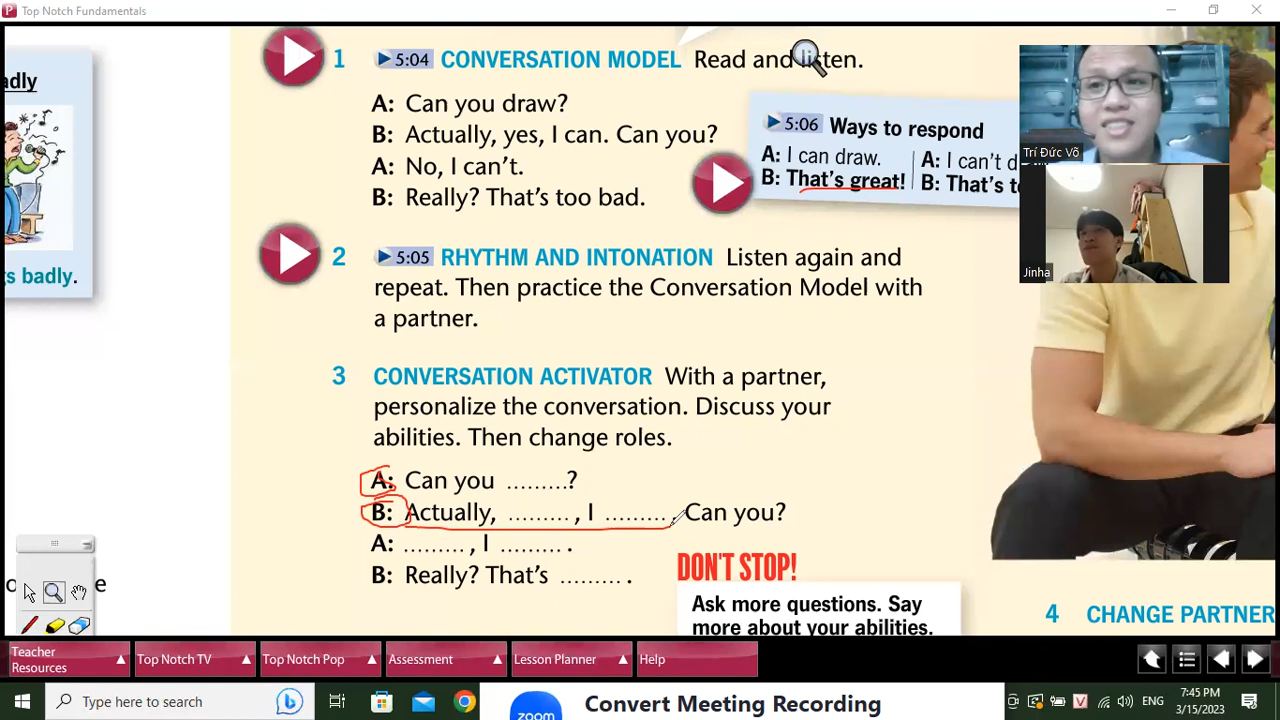 Top Notch Fundamentals
adly
gs badly.
1 5:04 CONVERSATION MODEL Read and listen.
A: Can you draw?
B: Actually, yes, I can. Can you?
A: No, I can't.
B: Really? That's too bad.
5:06 Ways to respond
A: I can draw.
B: That's great!
A: I can't d
B: That's t
Trí Đức Võ
Jinha
2 5:05 RHYTHM AND INTONATION Listen again and
repeat. Then practice the Conversation Model with
a partner.
3 CONVERSATION ACTIVATOR With a partner,
personalize the conversation. Discuss your
abilities. Then change roles.
A: Can you .........?
B: Actually, ......... , I ......... . Can you?
A: ......... , I ......... .
B: Really? That's ......... .
DON'T STOP!
Ask more questions. Say
more about your abilities.
4 CHANGE PARTNER
o
e
Teacher
Resources
Top Notch TV
Top Notch Pop
Assessment
Lesson Planner
Help
Type here to search
zoom
Convert Meeting Recording
V
ENG
7:45 PM
3/15/2023